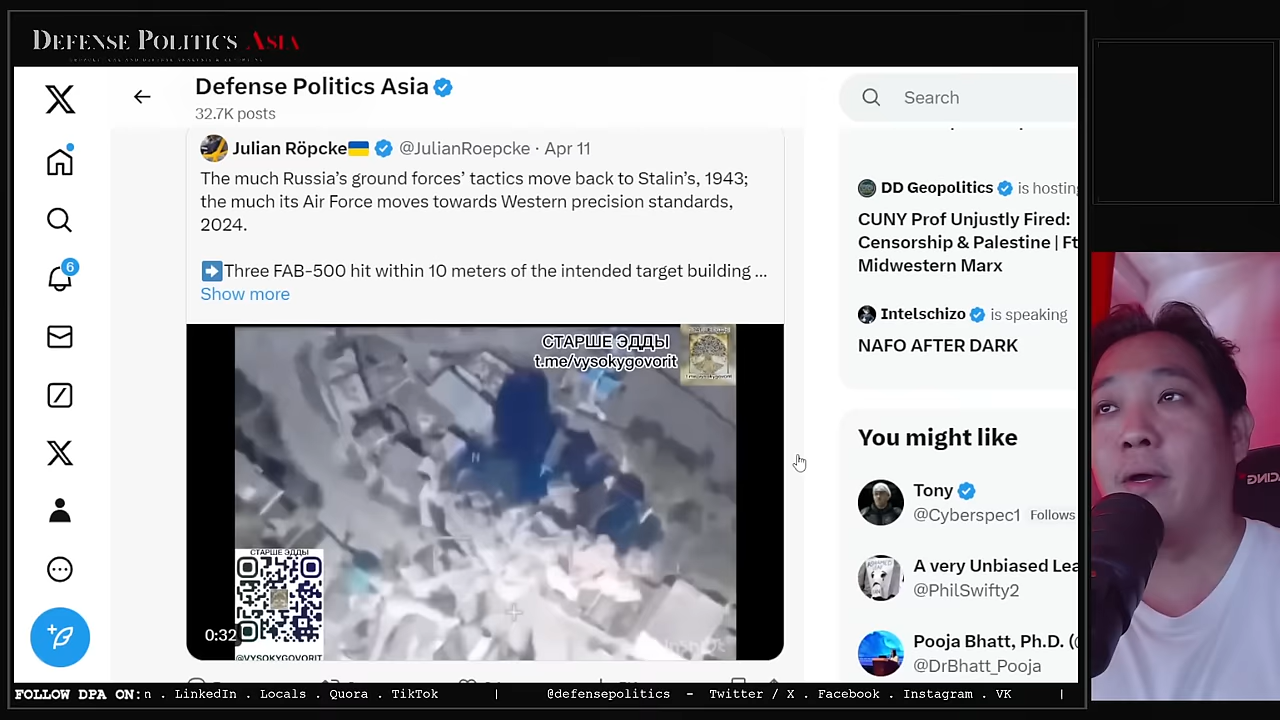 DEFENSE POLITICS ASIA
Defense Politics Asia
32.7K posts
Search
Julian Röpcke @JulianRoepcke · Apr 11
The much Russia's ground forces' tactics move back to Stalin's, 1943;
the much its Air Force moves towards Western precision standards,
2024.
➡Three FAB-500 hit within 10 meters of the intended target building ...
Show more
СТАРШЕ ЭДДЫ
t.me/vysokygovorit
СТАРШЕ ЭДДЫ
@VYSOKYGOVORIT
0:32
InShOt
6
DD Geopolitics is hosting
CUNY Prof Unjustly Fired:
Censorship & Palestine | Ft
Midwestern Marx
Intelschizo is speaking
NAFO AFTER DARK
You might like
Tony
@Cyberspec1 Follows
A very Unbiased Lea
@PhilSwifty2
Pooja Bhatt, Ph.D. (
@DrBhatt_Pooja
FOLLOW DPA ON: n . LinkedIn . Locals . Quora . TikTok | @defensepolitics - Twitter / X . Facebook . Instagram . VK |